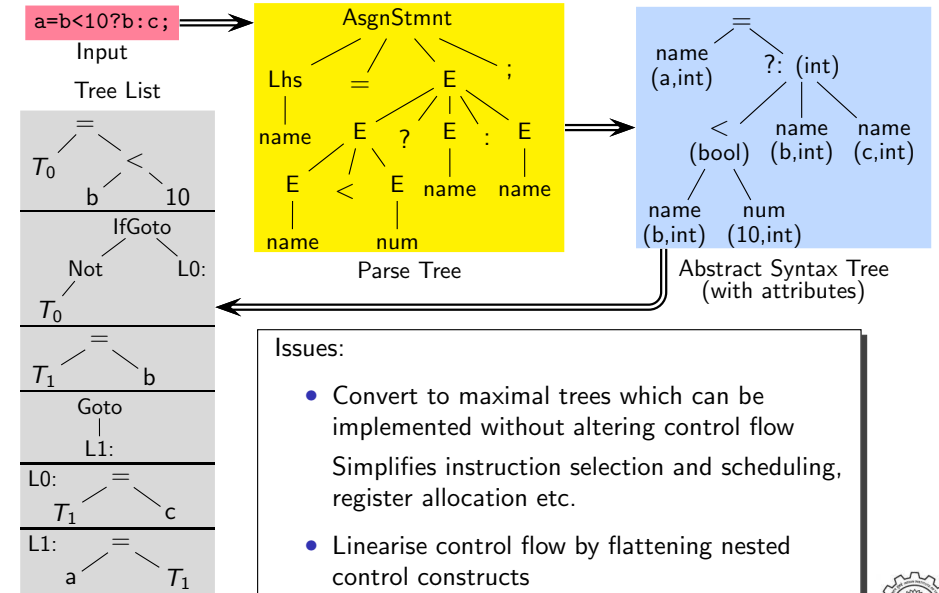 a=b<10?b:c;
Input
AsgnStmnt
Lhs = E ;
name E ? E : E
E < E name name
name num
Parse Tree
=
name ?: (int)
(a,int)
< name name
(bool) (b,int) (c,int)
name num
(b,int) (10,int)
Abstract Syntax Tree
(with attributes)
Tree List
=
T0 <
b 10
IfGoto
Not L0:
T0
=
T1 b
Goto
L1:
L0: =
T1 c
L1: =
a T1
Issues:
• Convert to maximal trees which can be
implemented without altering control flow
Simplifies instruction selection and scheduling,
register allocation etc.
• Linearise control flow by flattening nested
control constructs